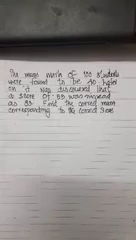 The mean marks of 100 students
were found to be 40. Later
on it was discovered that
a score of 53 was misread
as 83. Find the correct mean
corresponding to the correct score